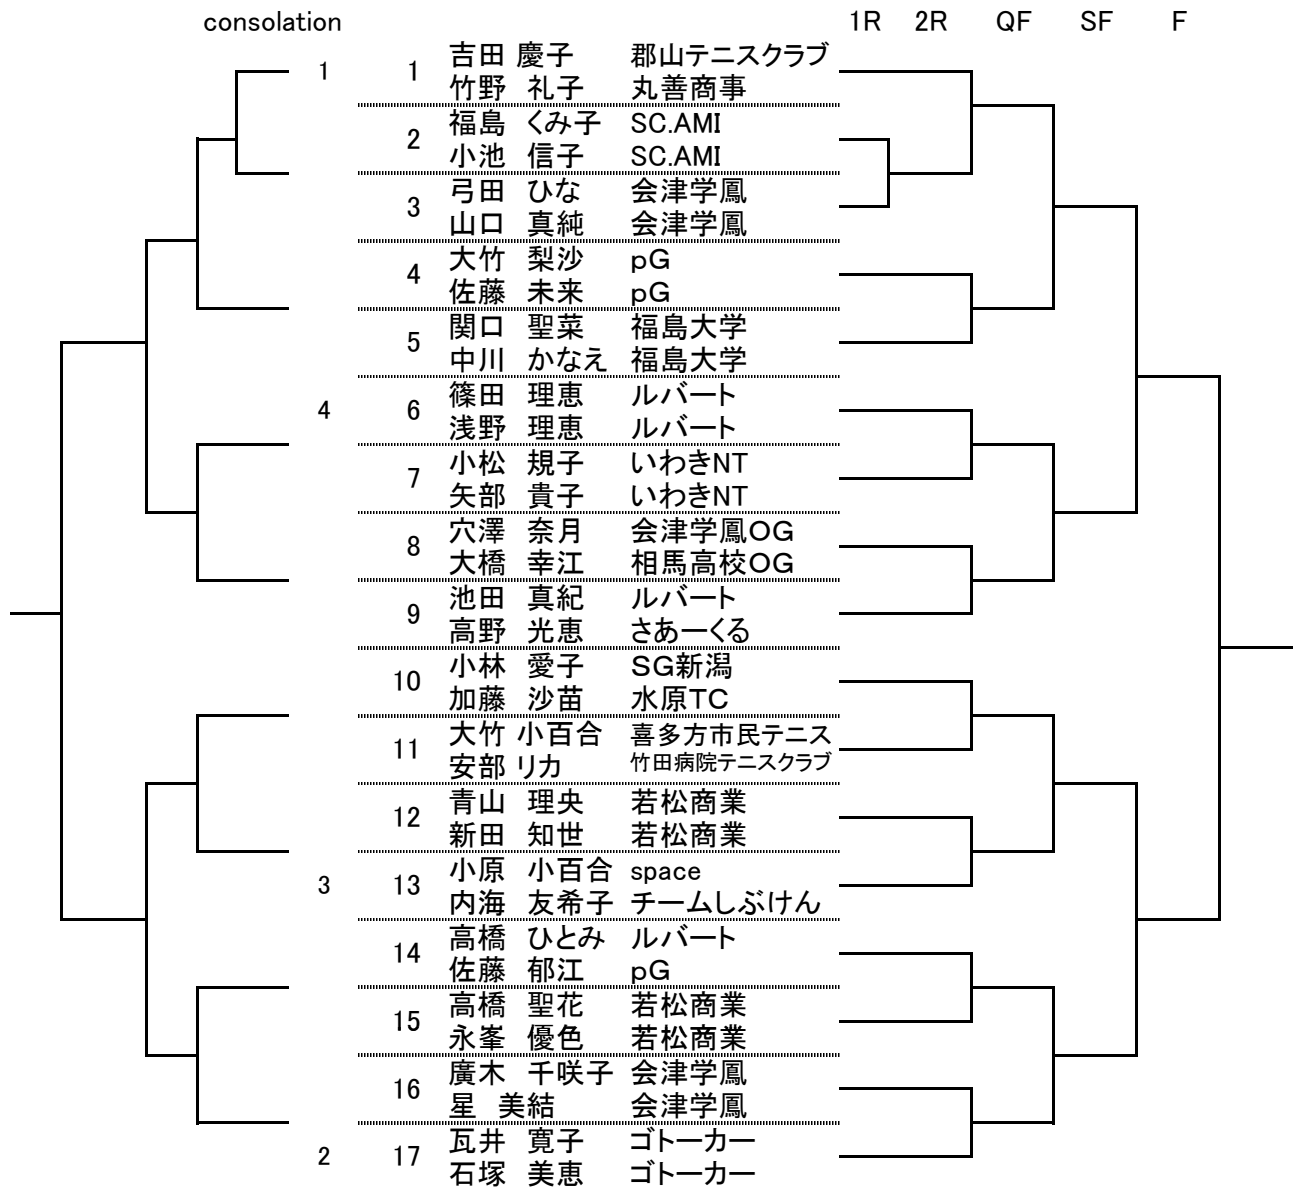 consolation 1R 2R QF SF F
1 1 吉田 慶子 郡山テニスクラブ
竹野 礼子 丸善商事
2 福島 くみ子 SC.AMI
小池 信子 SC.AMI
3 弓田 ひな 会津学鳳
山口 真純 会津学鳳
4 大竹 梨沙 pG
佐藤 未来 pG
5 関口 聖菜 福島大学
中川 かなえ 福島大学
4 6 篠田 理恵 ルバート
浅野 理恵 ルバート
7 小松 規子 いわきNT
矢部 貴子 いわきNT
8 穴澤 奈月 会津学鳳OG
大橋 幸江 相馬高校OG
9 池田 真紀 ルバート
高野 光恵 さあーくる
10 小林 愛子 SG新潟
加藤 沙苗 水原TC
11 大竹 小百合 喜多方市民テニス
安部 リカ 竹田病院テニスクラブ
12 青山 理央 若松商業
新田 知世 若松商業
3 13 小原 小百合 space
内海 友希子 チームしぶけん
14 高橋 ひとみ ルバート
佐藤 郁江 pG
15 高橋 聖花 若松商業
永峯 優色 若松商業
16 廣木 千咲子 会津学鳳
星 美結 会津学鳳
2 17 瓦井 寛子 ゴトーカー
石塚 美恵 ゴトーカー